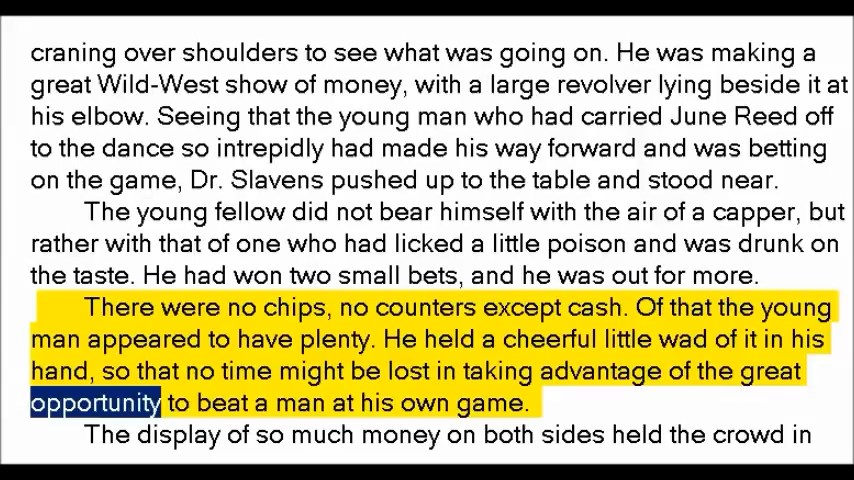 craning over shoulders to see what was going on. He was making a
great Wild-West show of money, with a large revolver lying beside it at
his elbow. Seeing that the young man who had carried June Reed off
to the dance so intrepidly had made his way forward and was betting
on the game, Dr. Slavens pushed up to the table and stood near.
The young fellow did not bear himself with the air of a capper, but
rather with that of one who had licked a little poison and was drunk on
the taste. He had won two small bets, and he was out for more.
There were no chips, no counters except cash. Of that the young
man appeared to have plenty. He held a cheerful little wad of it in his
hand, so that no time might be lost in taking advantage of the great
opportunity to beat a man at his own game.
The display of so much money on both sides held the crowd in